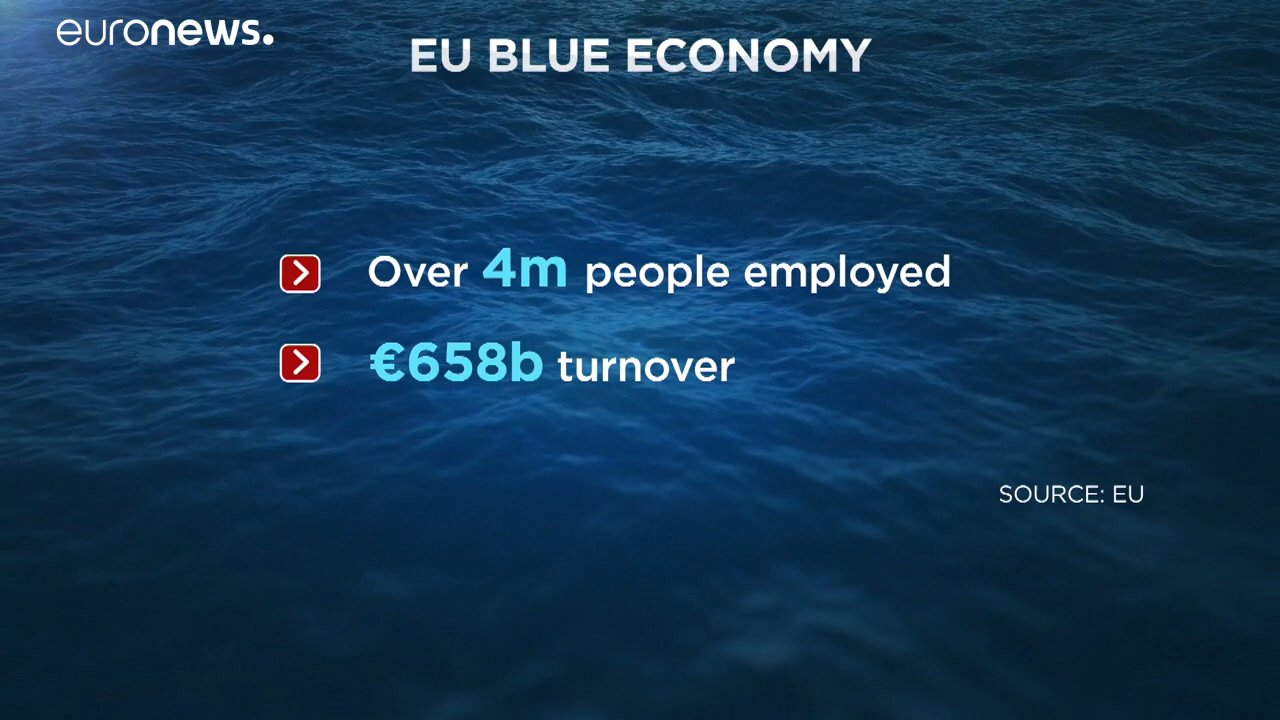 euronews.
EU BLUE ECONOMY
Over 4m people employed
€658b turnover
SOURCE: EU